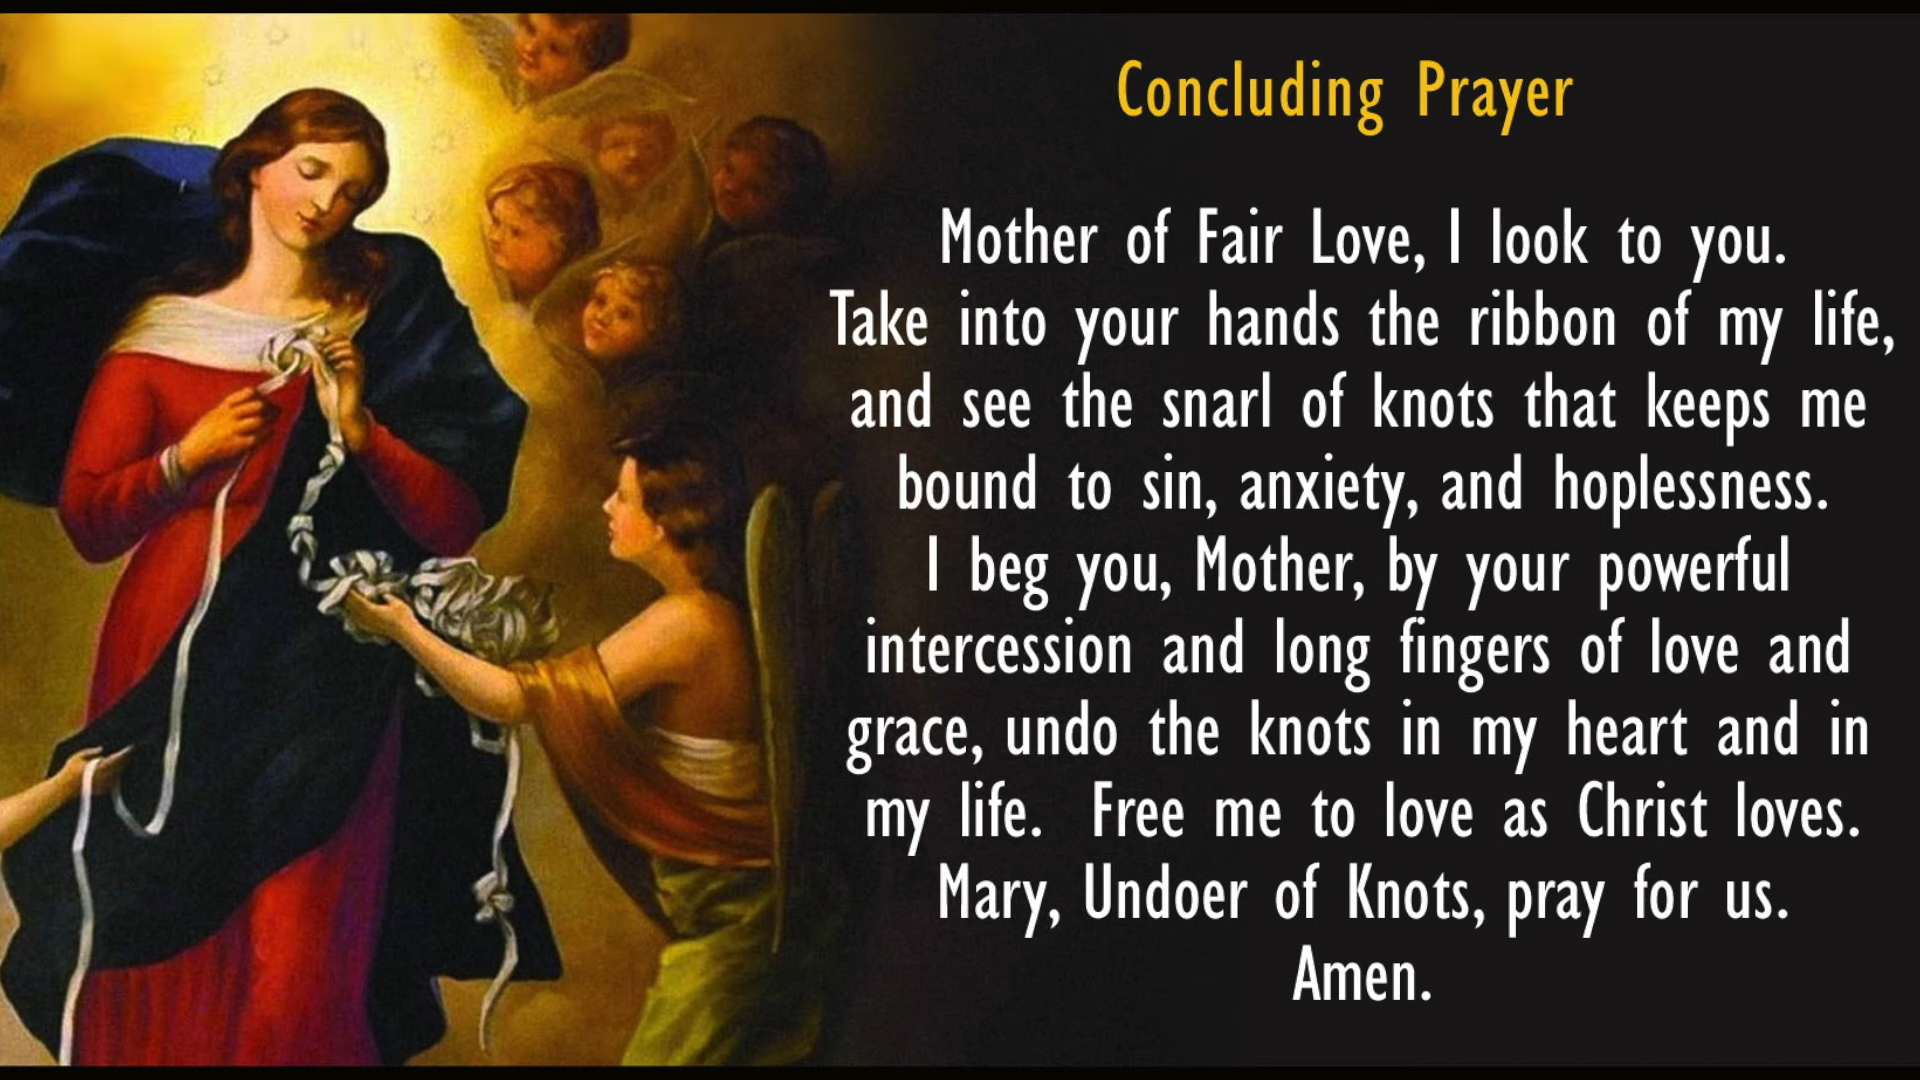 Concluding Prayer
Mother of Fair Love, I look to you.
Take into your hands the ribbon of my life,
and see the snarl of knots that keeps me
bound to sin, anxiety, and hoplessness.
I beg you, Mother, by your powerful
intercession and long fingers of love and
grace, undo the knots in my heart and in
my life. Free me to love as Christ loves.
Mary, Undoer of Knots, pray for us.
Amen.